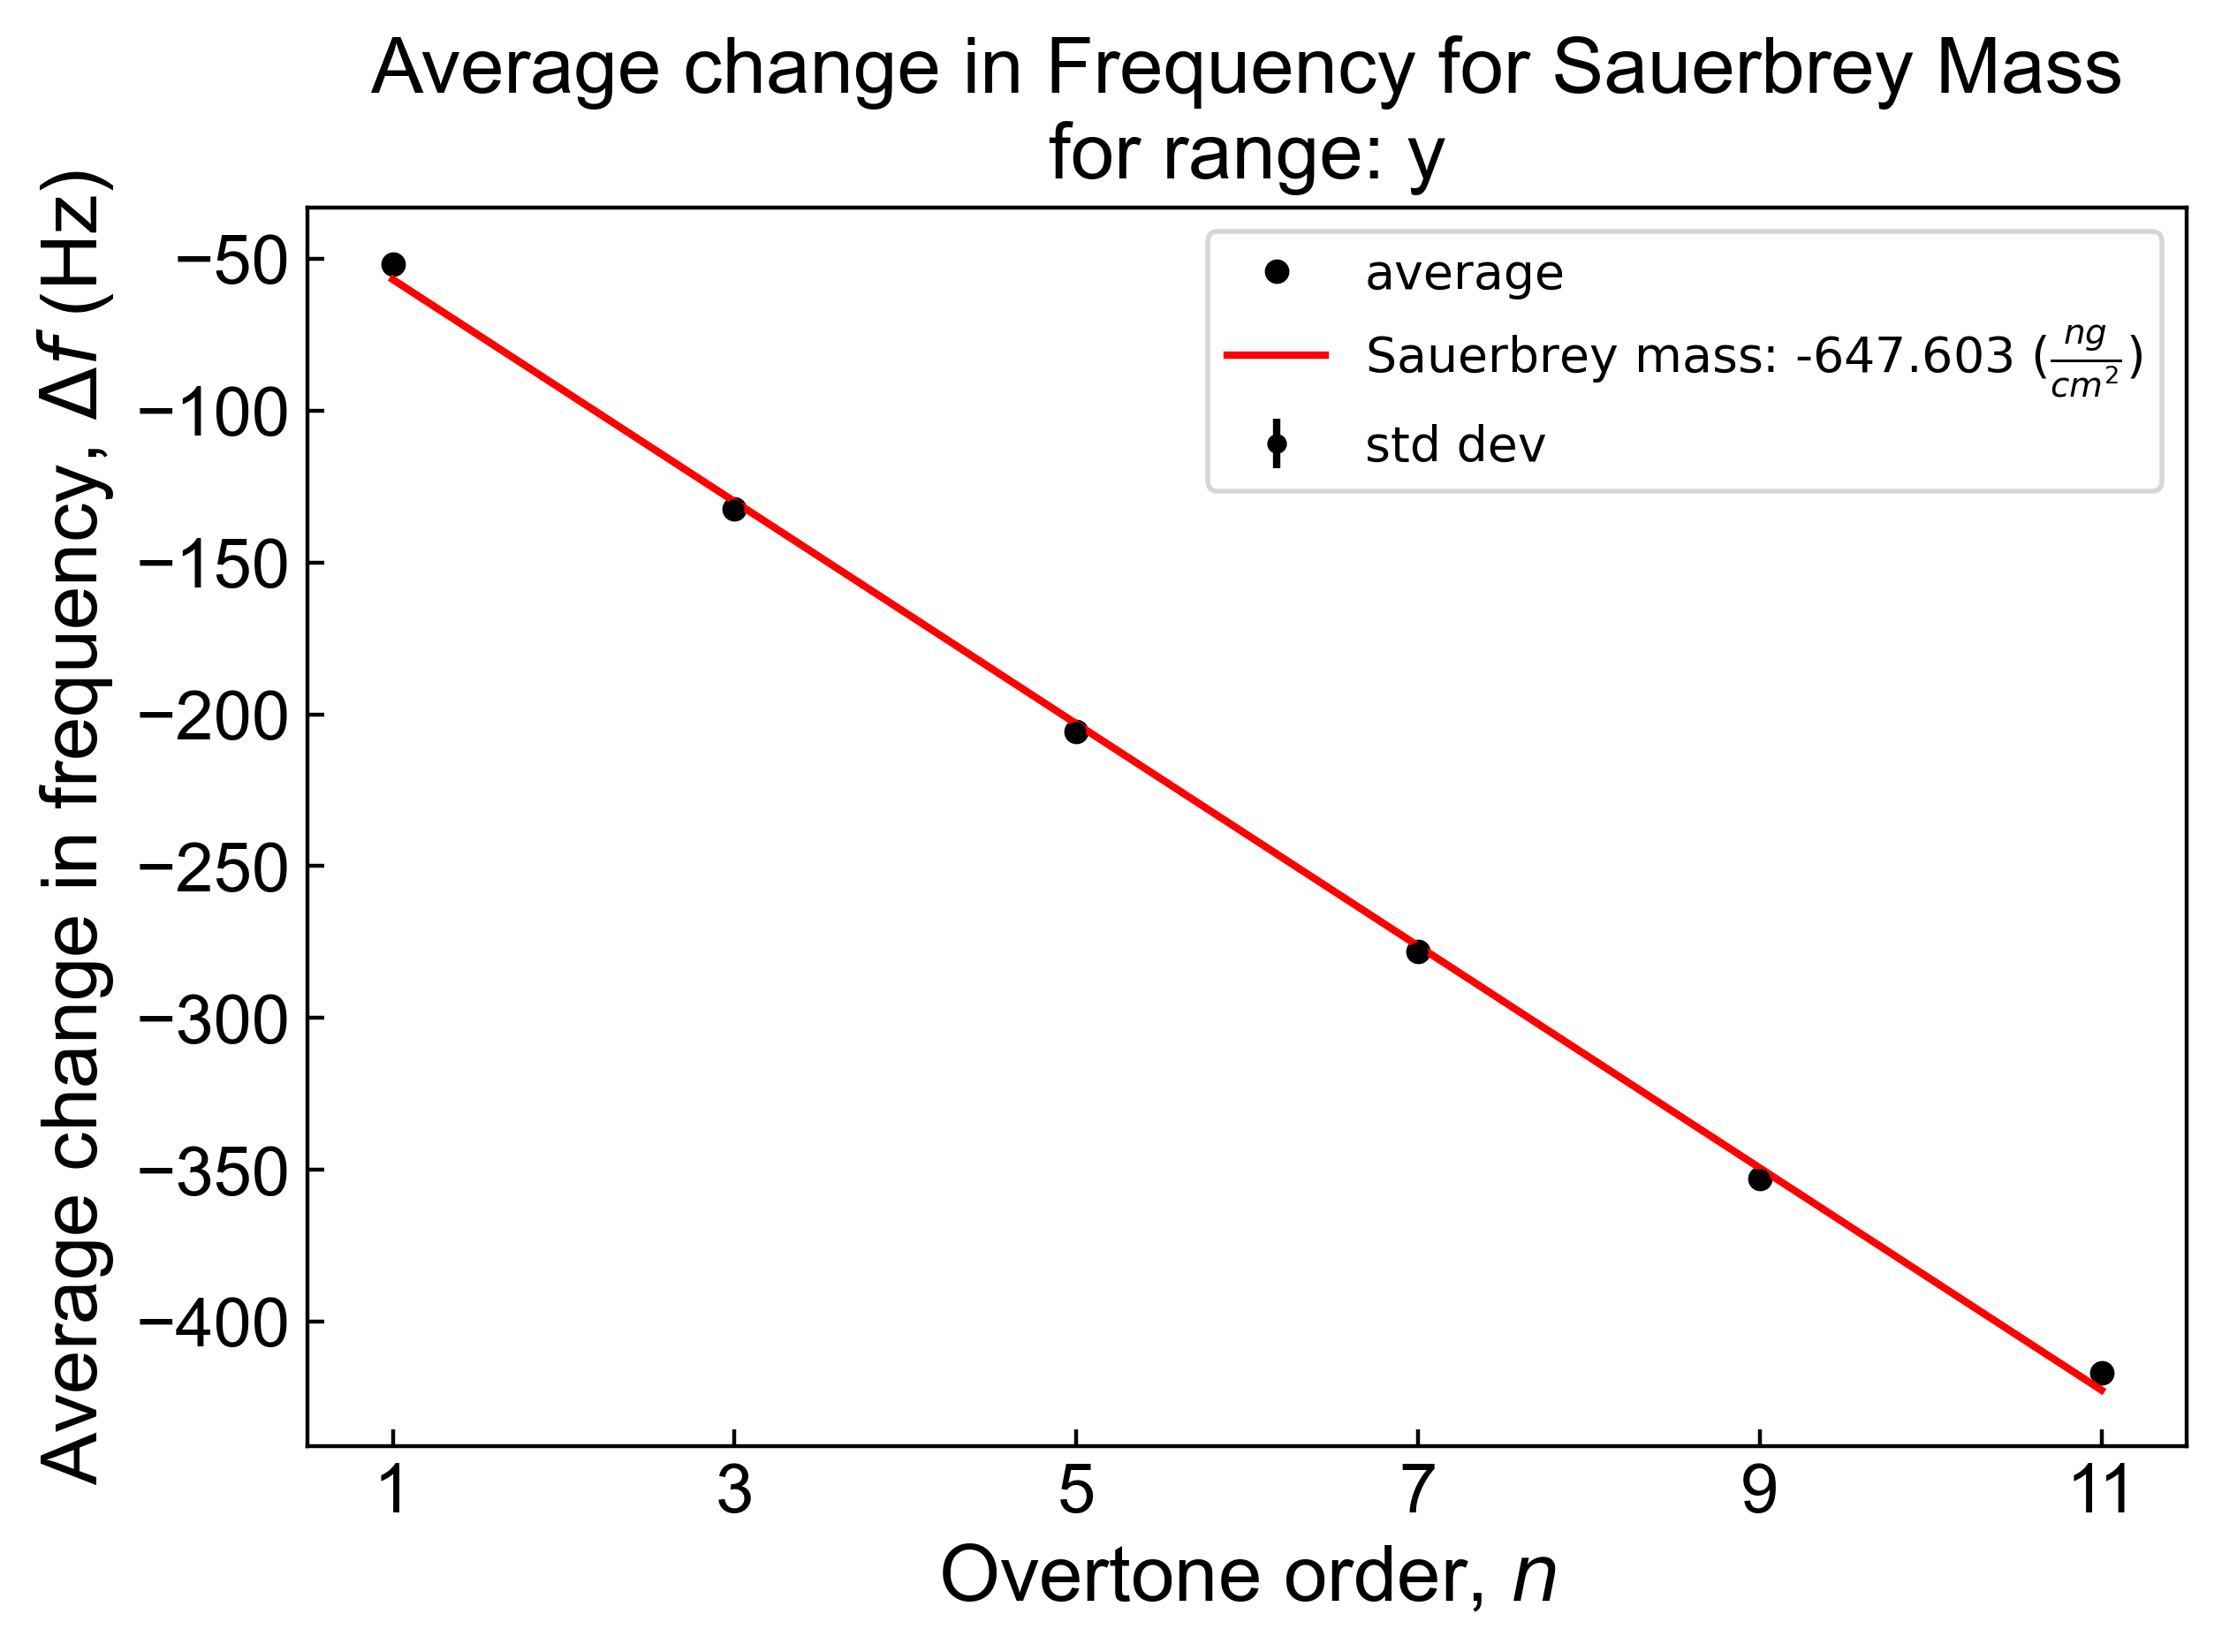 Average change in Frequency for Sauerbrey Mass
for range: y
Average change in frequency, Δf (Hz)
−50
−100
−150
−200
−250
−300
−350
−400
average
Sauerbrey mass: -647.603 (ng/cm²)
std dev
1 3 5 7 9 11
Overtone order, n